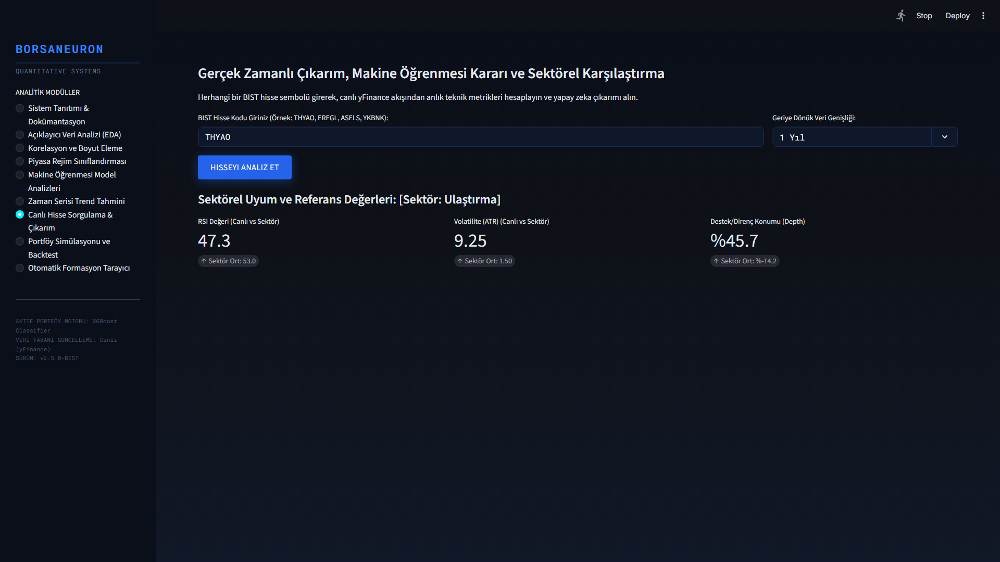 Stop
Deploy
BORSANEURON
QUANTITATIVE SYSTEMS
ANALİTİK MODÜLLER
Sistem Tanıtımı &
Dokümantasyon
Açıklayıcı Veri Analizi (EDA)
Korelasyon ve Boyut Eleme
Piyasa Rejim Sınıflandırması
Makine Öğrenmesi Model
Analizleri
Zaman Serisi Trend Tahmini
Canlı Hisse Sorgulama &
Çıkarım
Portföy Simülasyonu ve
Backtest
Otomatik Formasyon Tarayıcı
AKTİF PORTFÖY MOTORU: XGBoost
Classifier
VERİ TABANI GÜNCELLEME: Canlı
(yFinance)
SÜRÜM: v2.5.0-BIST
Gerçek Zamanlı Çıkarım, Makine Öğrenmesi Kararı ve Sektörel Karşılaştırma
Herhangi bir BIST hisse sembolü girerek, canlı yFinance akışından anlık teknik metrikleri hesaplayın ve yapay zeka çıkarımı alın.
BIST Hisse Kodu Giriniz (Örnek: THYAO, EREGL, ASELS, YKBNK):
THYAO
Geriye Dönük Veri Genişliği:
1 Yıl
HISSEYI ANALIZ ET
Sektörel Uyum ve Referans Değerleri: [Sektör: Ulaştırma]
RSI Değeri (Canlı vs Sektör)
47.3
↑ Sektör Ort: 53.0
Volatilite (ATR) (Canlı vs Sektör)
9.25
↑ Sektör Ort: 1.50
Destek/Direnç Konumu (Depth)
%45.7
↑ Sektör Ort: %-14.2